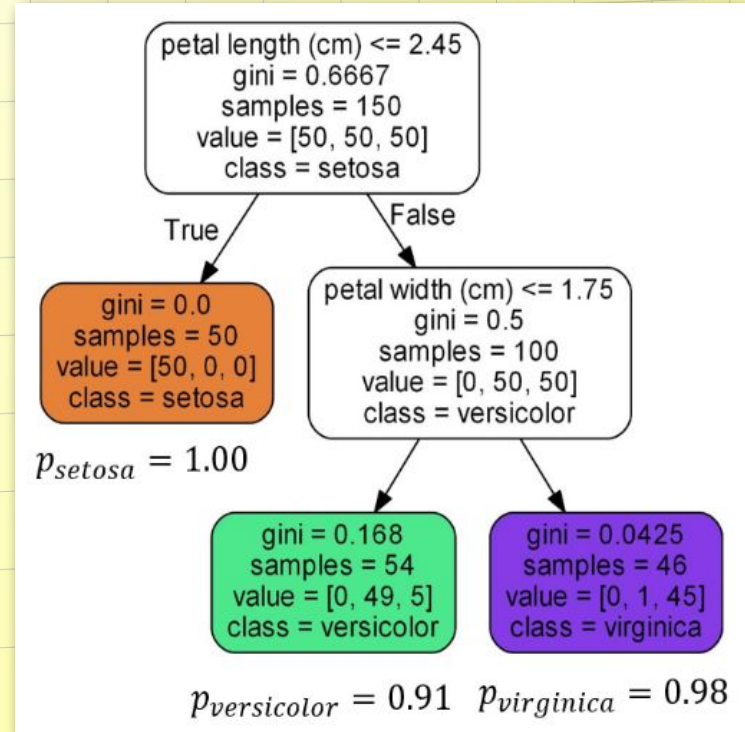 petal length (cm) <= 2.45
gini = 0.6667
samples = 150
value = [50, 50, 50]
class = setosa
True
False
gini = 0.0
samples = 50
value = [50, 0, 0]
class = setosa
petal width (cm) <= 1.75
gini = 0.5
samples = 100
value = [0, 50, 50]
class = versicolor
p_setosa = 1.00
gini = 0.168
samples = 54
value = [0, 49, 5]
class = versicolor
gini = 0.0425
samples = 46
value = [0, 1, 45]
class = virginica
p_versicolor = 0.91
p_virginica = 0.98